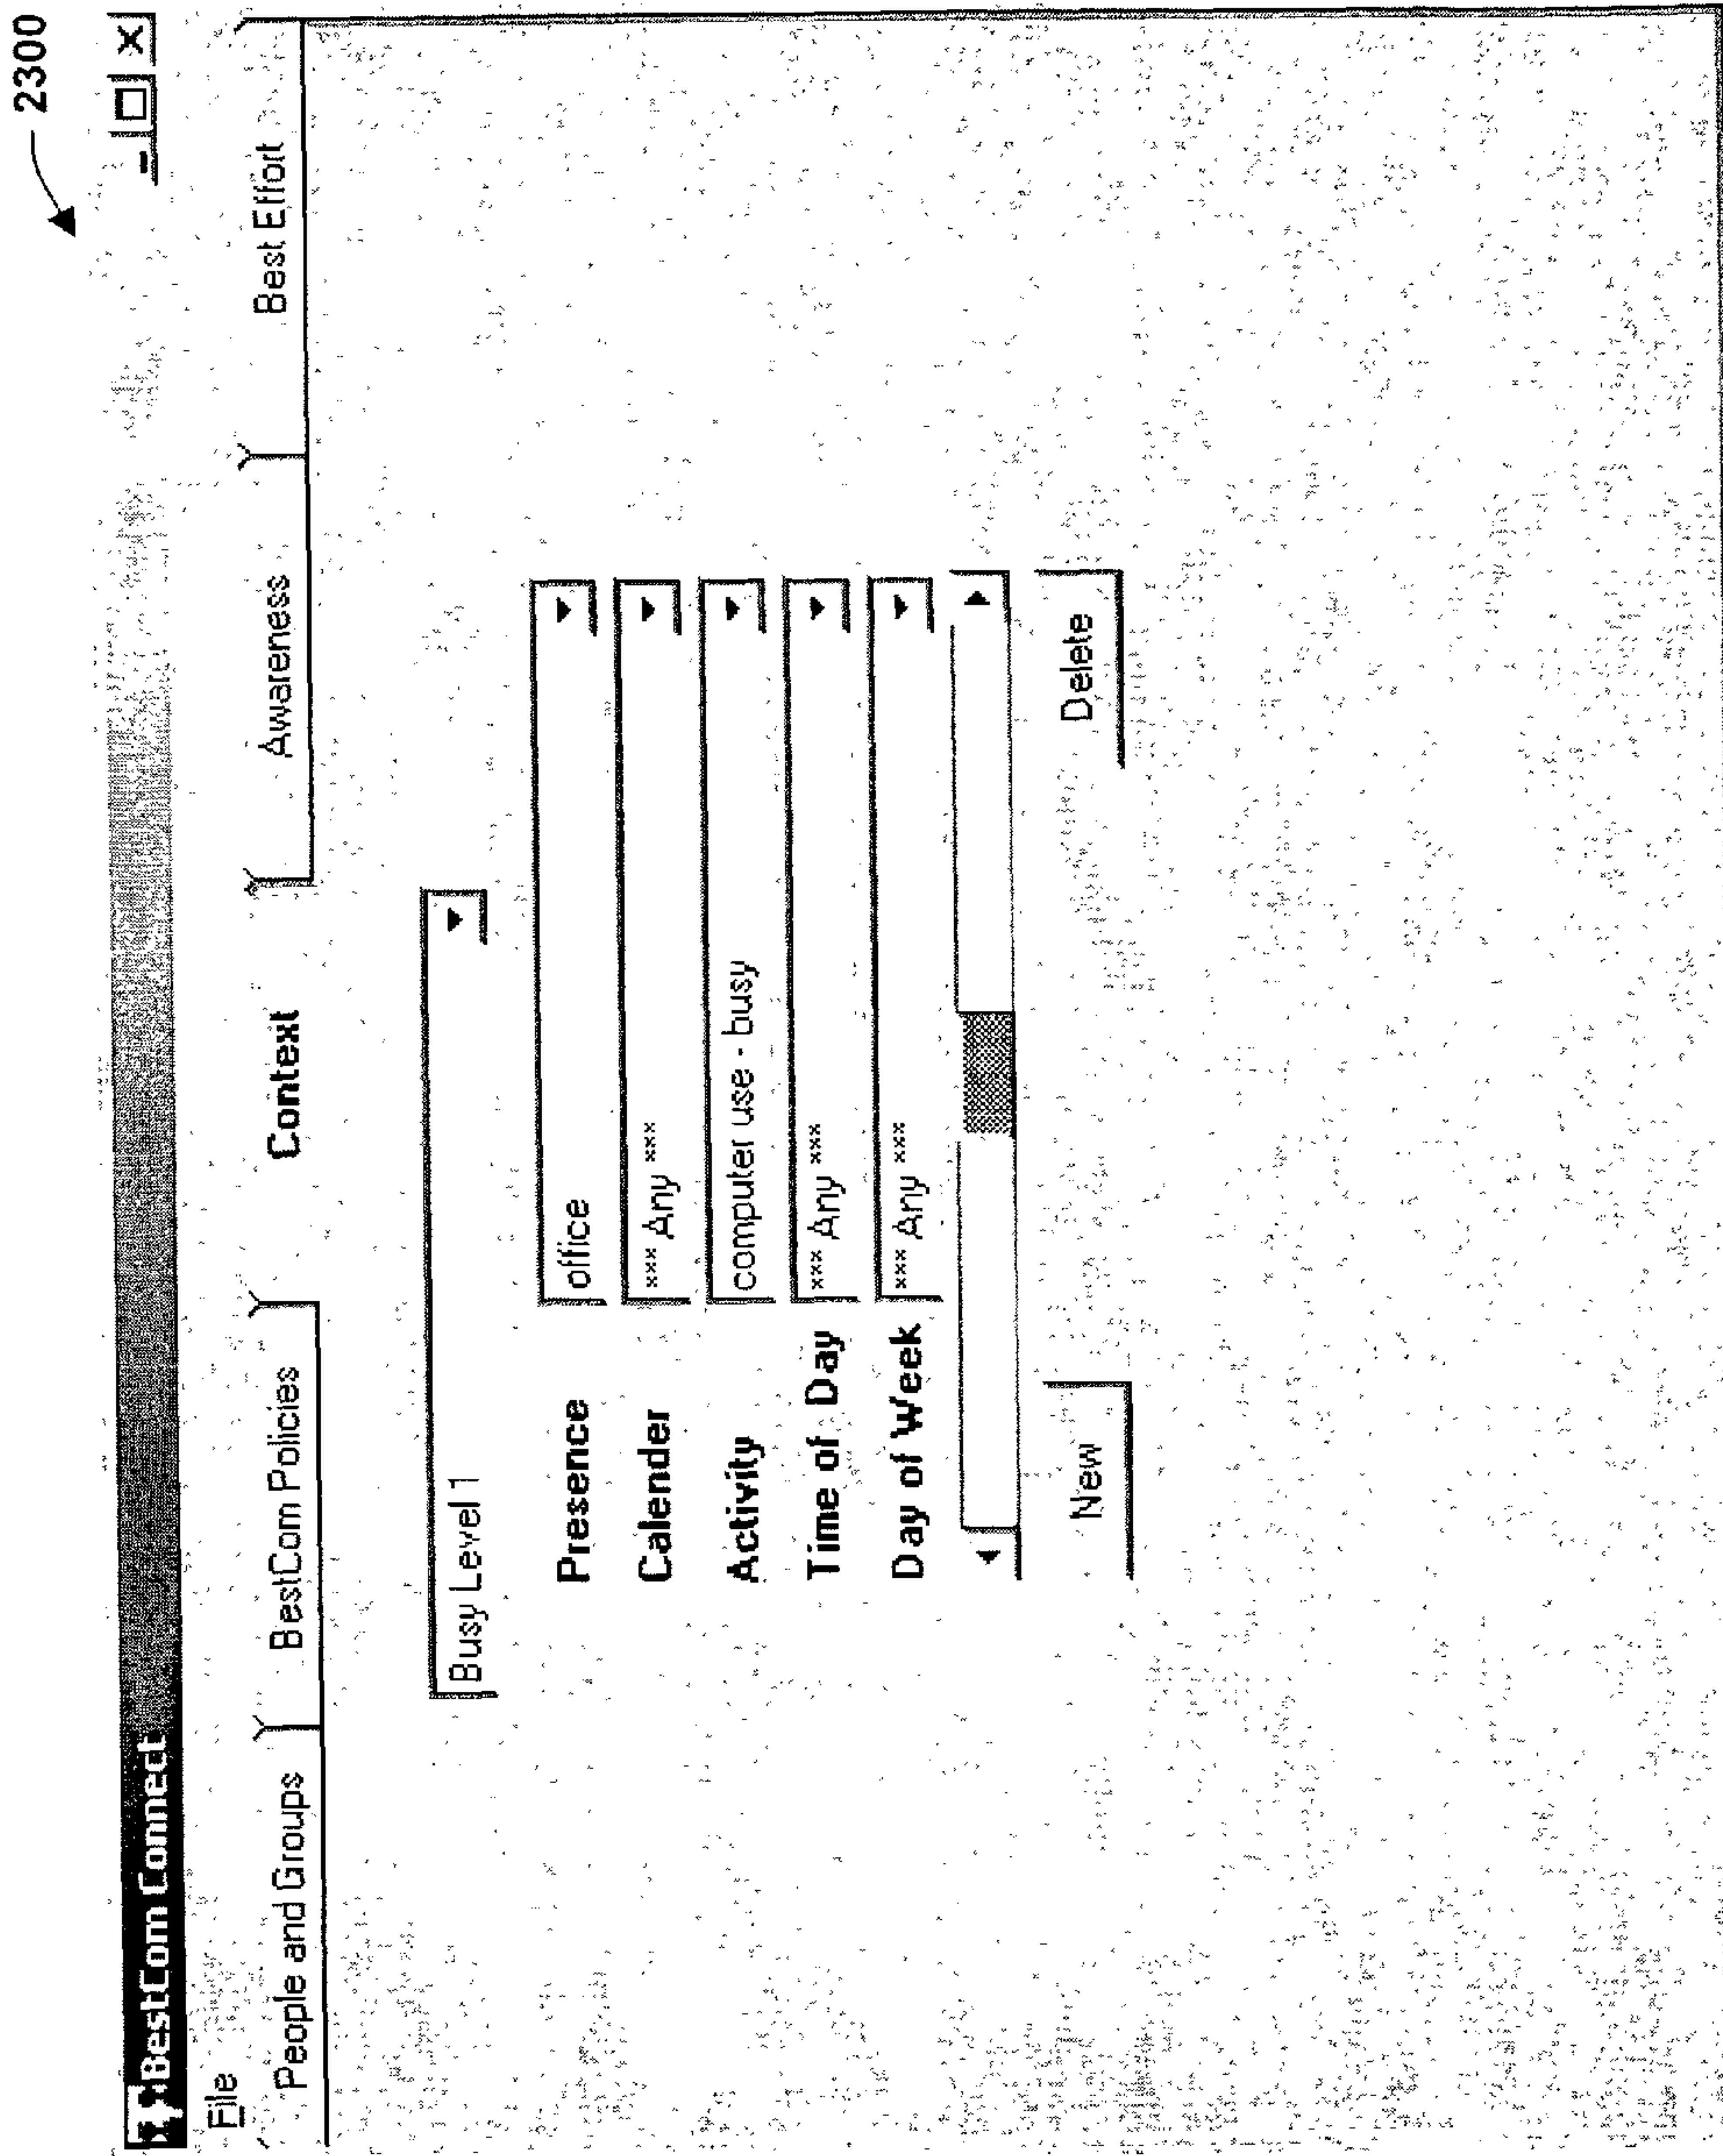 2300
BestCom Connect
File
People and Groups BestCom Policies Context Awareness Best Effort
Busy Level 1
Presence office
Calender *** Any ***
Activity computer use - busy
Time of Day *** Any ***
Day of Week *** Any ***
New Delete